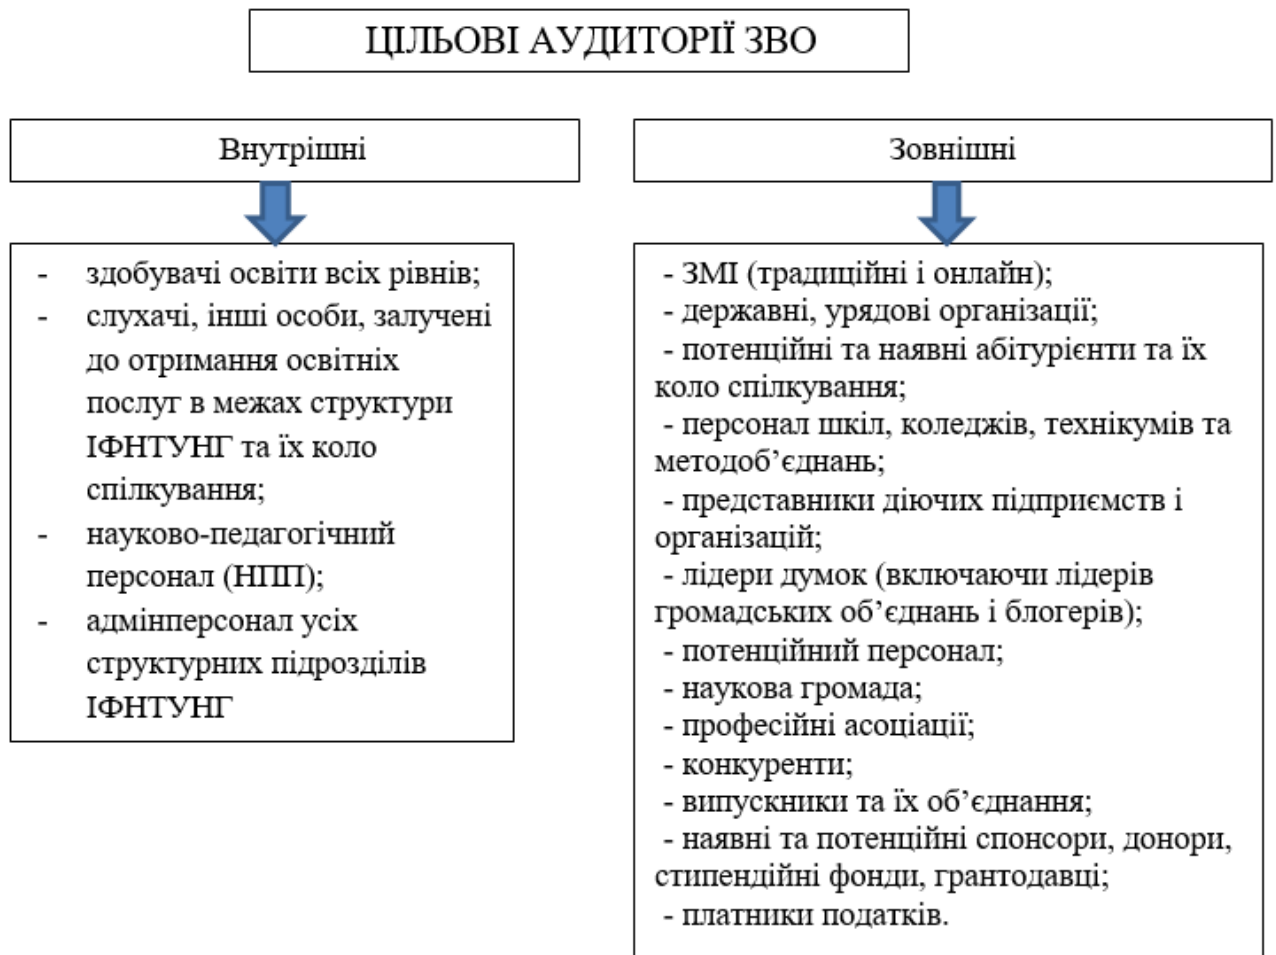 ЦІЛЬОВІ АУДИТОРІЇ ЗВО
Внутрішні
- здобувачі освіти всіх рівнів;
- слухачі, інші особи, залучені
до отримання освітніх
послуг в межах структури
ІФНТУНГ та їх коло
спілкування;
- науково-педагогічний
персонал (НПП);
- адмінперсонал усіх
структурних підрозділів
ІФНТУНГ
Зовнішні
- ЗМІ (традиційні і онлайн);
- державні, урядові організації;
- потенційні та наявні абітурієнти та їх
коло спілкування;
- персонал шкіл, коледжів, технікумів та
методоб’єднань;
- представники діючих підприємств і
організацій;
- лідери думок (включаючи лідерів
громадських об’єднань і блогерів);
- потенційний персонал;
- наукова громада;
- професійні асоціації;
- конкуренти;
- випускники та їх об’єднання;
- наявні та потенційні спонсори, донори,
стипендійні фонди, грантодавці;
- платники податків.